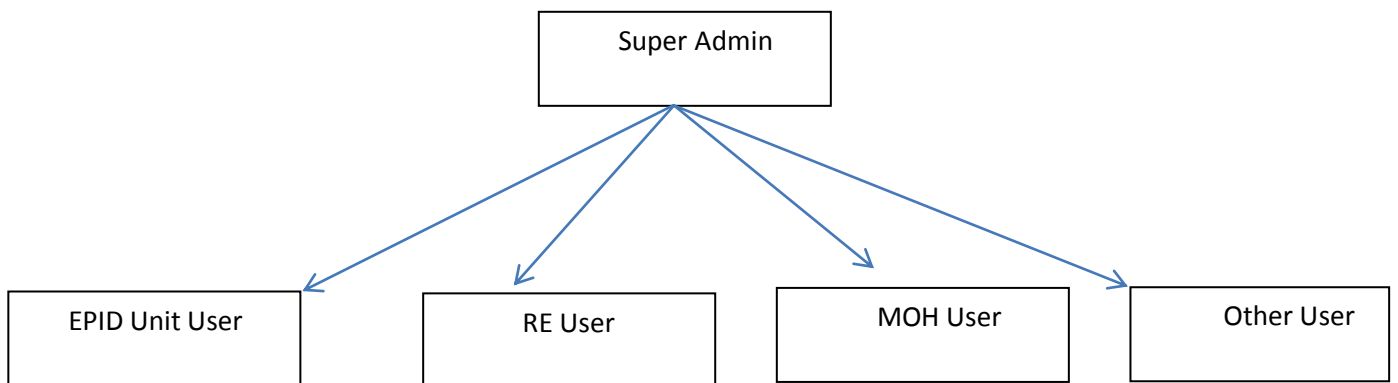 Super Admin
EPID Unit User
RE User
MOH User
Other User